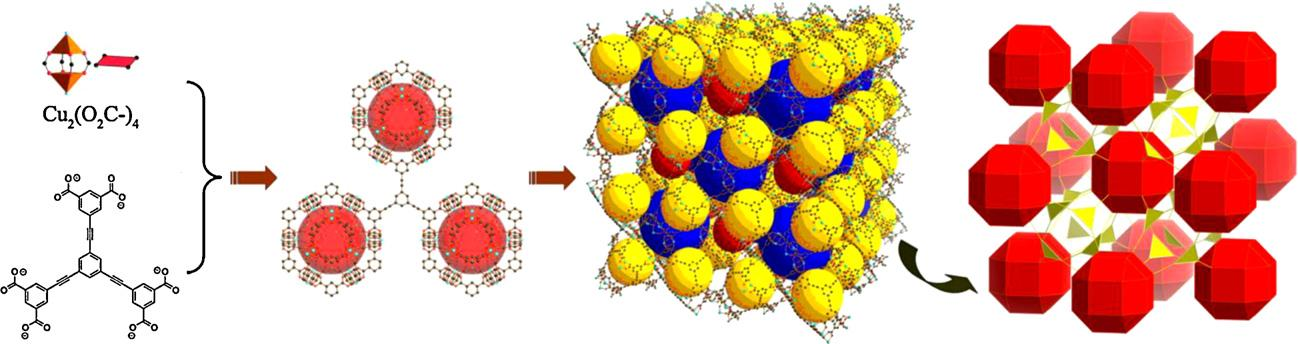 Cu₂(O₂C-)₄
O⊖ O
O O⊖
O⊖ ⊖O
O O
O O O O
⊖ ⊖